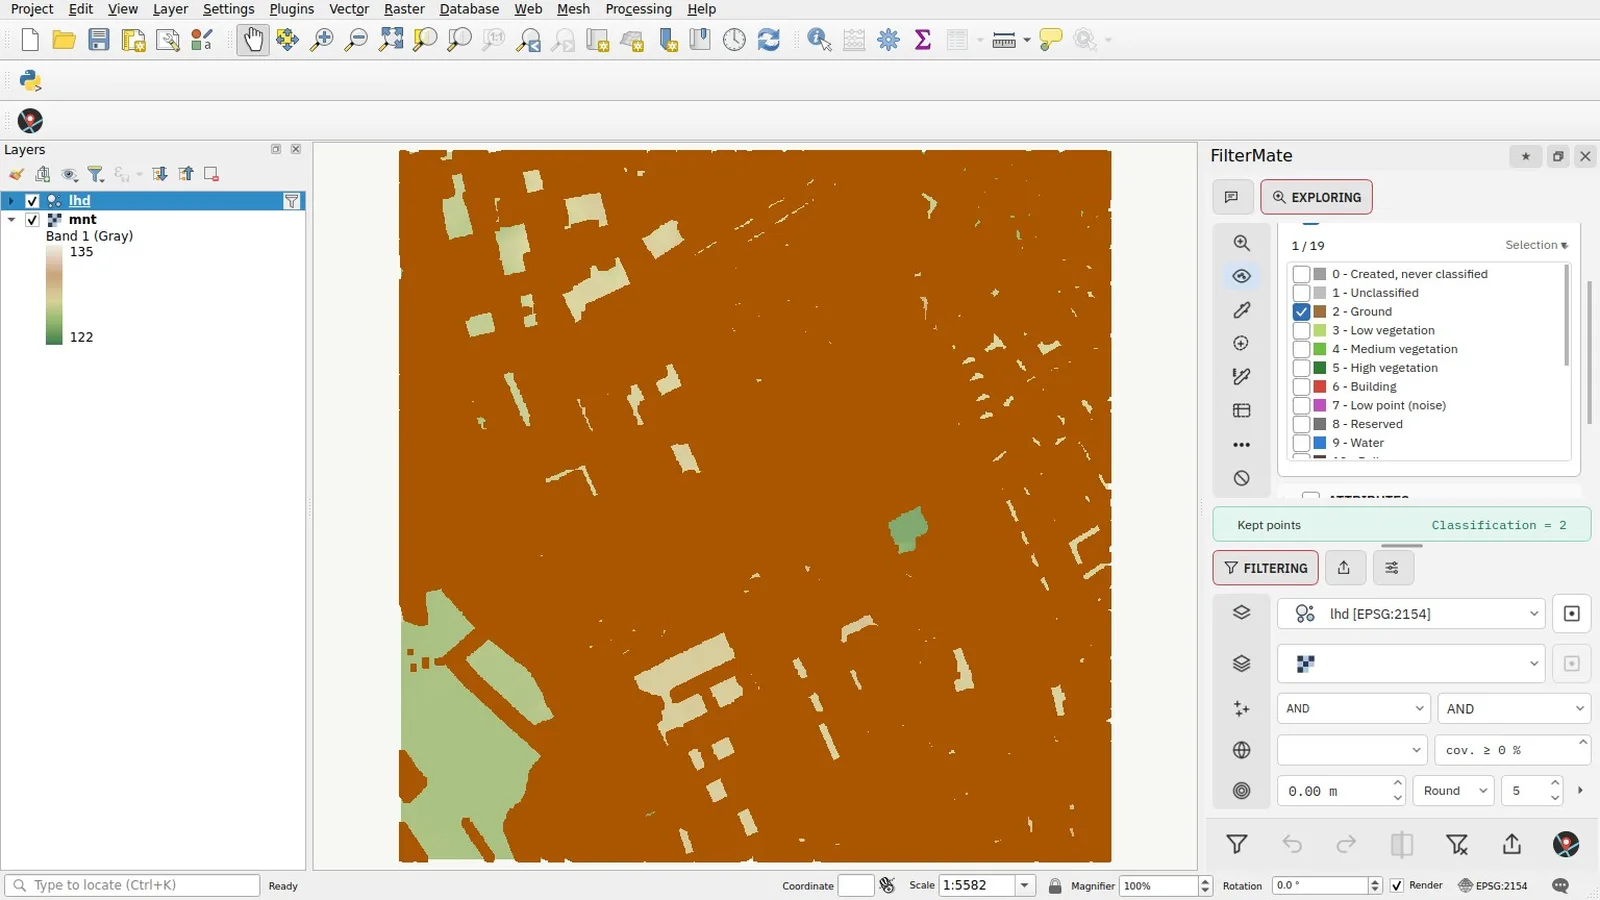 Project Edit View Layer Settings Plugins Vector Raster Database Web Mesh Processing Help
Layers
lhd
mnt
Band 1 (Gray)
135
122
FilterMate
EXPLORING
1 / 19 Selection
0 - Created, never classified
1 - Unclassified
2 - Ground
3 - Low vegetation
4 - Medium vegetation
5 - High vegetation
6 - Building
7 - Low point (noise)
8 - Reserved
9 - Water
Kept points Classification = 2
FILTERING
lhd [EPSG:2154]
AND AND
cov. ≥ 0 %
0.00 m Round 5
Type to locate (Ctrl+K) Ready Coordinate Scale 1:5582 Magnifier 100% Rotation 0.0 ° Render EPSG:2154